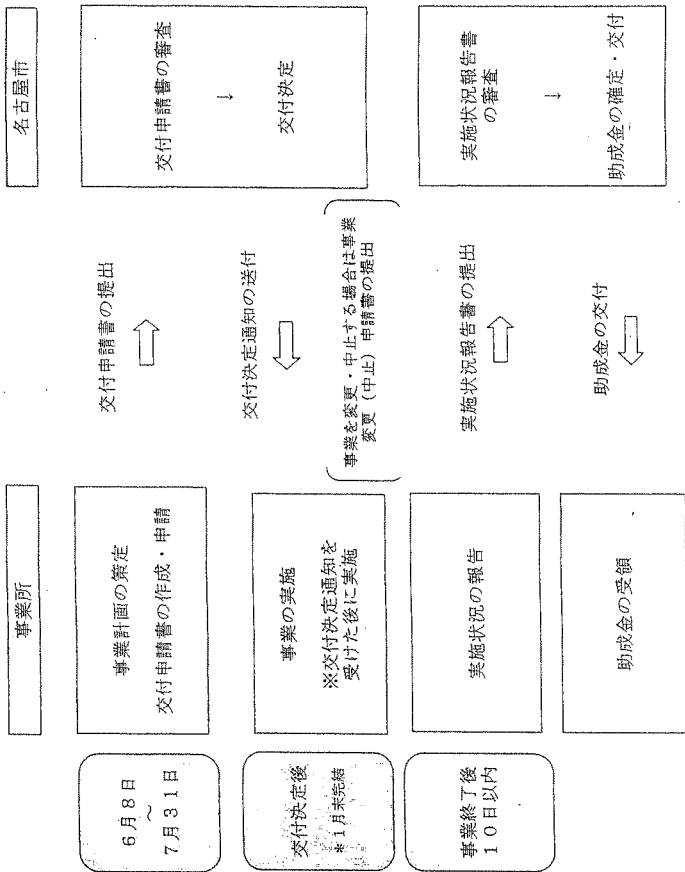 事業所
名古屋市
6月8日
～
7月31日
事業計画の策定
交付申請書の作成・申請
交付申請書の提出
⇒
交付申請書の審査
↓
交付決定
交付決定通知の送付
⇐
交付決定後
＊1月末完結
事業の実施
※交付決定通知を
受けた後に実施
事業を変更・中止する場合は事業
変更（中止）申請書の提出
事業終了後
10日以内
実施状況の報告
実施状況報告書の提出
⇒
実施状況報告書
の審査
↓
助成金の確定・交付
助成金の交付
⇐
助成金の受領